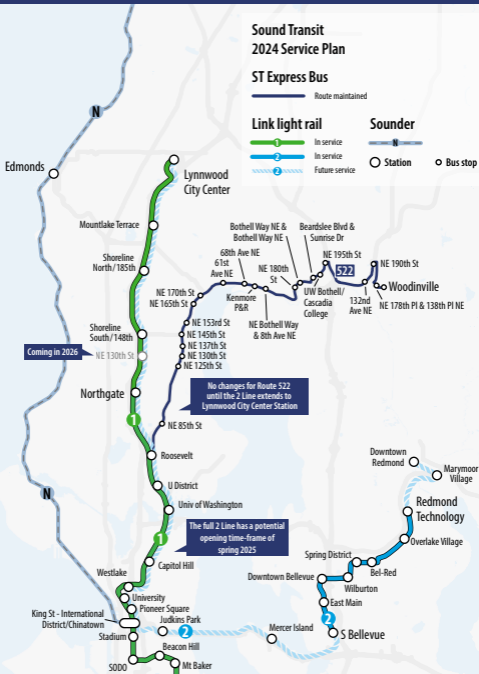 Sound Transit
2024 Service Plan
ST Express Bus
Route maintained
Link light rail
Sounder
1
In service
N
2
In service
Station
Bus stop
2
Future service
N
Edmonds
Lynnwood
City Center
Mountlake Terrace
Shoreline
North/185th
Shoreline
South/148th
Coming in 2026
NE 130th St
Northgate
1
Bothell Way NE &
Bothell Way NE
Beardslee Blvd &
Sunrise Dr
68th Ave NE
61st
Ave NE
NE 180th
St
NE 195th St
522
NE 190th St
Woodinville
NE 170th St
NE 165th St
Kenmore
P&R
UW Bothell/
Cascadia
College
132nd
Ave NE
NE 178th Pl & 138th Pl NE
NE Bothell Way
& 8th Ave NE
NE 153rd St
NE 145th St
NE 137th St
NE 130th St
NE 125th St
No changes for Route 522
until the 2 Line extends to
Lynnwood City Center Station
NE 85th St
Roosevelt
N
U District
Univ of Washington
The full 2 Line has a potential
opening time-frame of
spring 2025
1
Capitol Hill
Westlake
University
Pioneer Square
King St - International
District/Chinatown
Judkins Park
2
Stadium
Beacon Hill
SODO
Mt Baker
Mercer Island
Downtown
Redmond
Marymoor
Village
Redmond
Technology
Overlake Village
Spring District
Bel-Red
Downtown Bellevue
Wilburton
East Main
2
S Bellevue